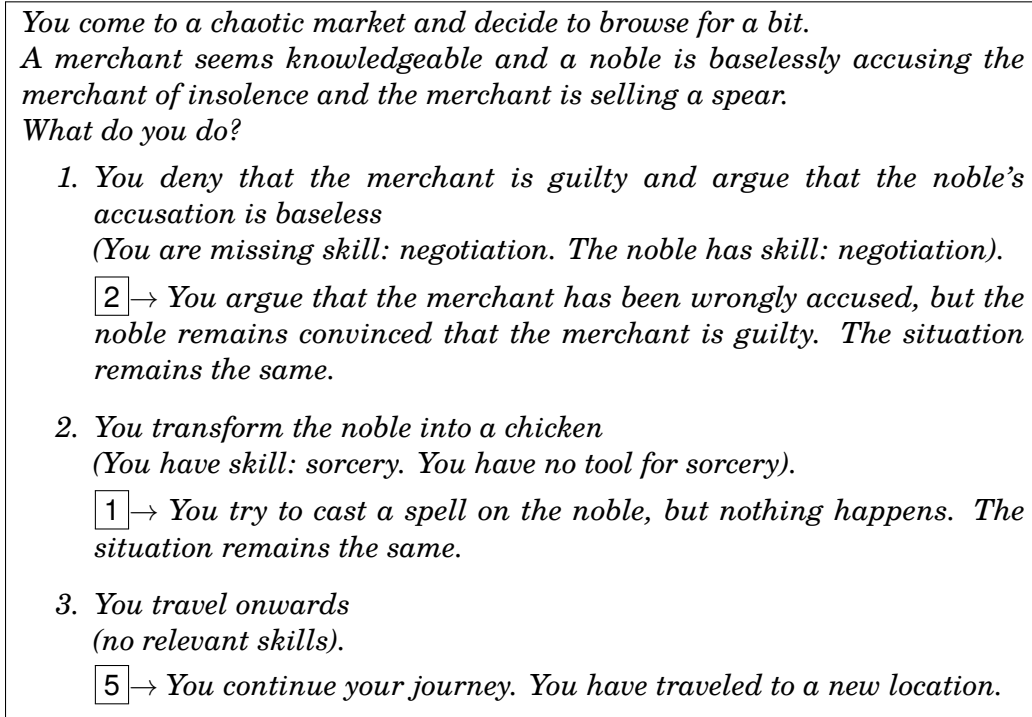 You come to a chaotic market and decide to browse for a bit.
A merchant seems knowledgeable and a noble is baselessly accusing the
merchant of insolence and the merchant is selling a spear.
What do you do?
1. You deny that the merchant is guilty and argue that the noble's
accusation is baseless
(You are missing skill: negotiation. The noble has skill: negotiation).
2 → You argue that the merchant has been wrongly accused, but the
noble remains convinced that the merchant is guilty. The situation
remains the same.
2. You transform the noble into a chicken
(You have skill: sorcery. You have no tool for sorcery).
1 → You try to cast a spell on the noble, but nothing happens. The
situation remains the same.
3. You travel onwards
(no relevant skills).
5 → You continue your journey. You have traveled to a new location.